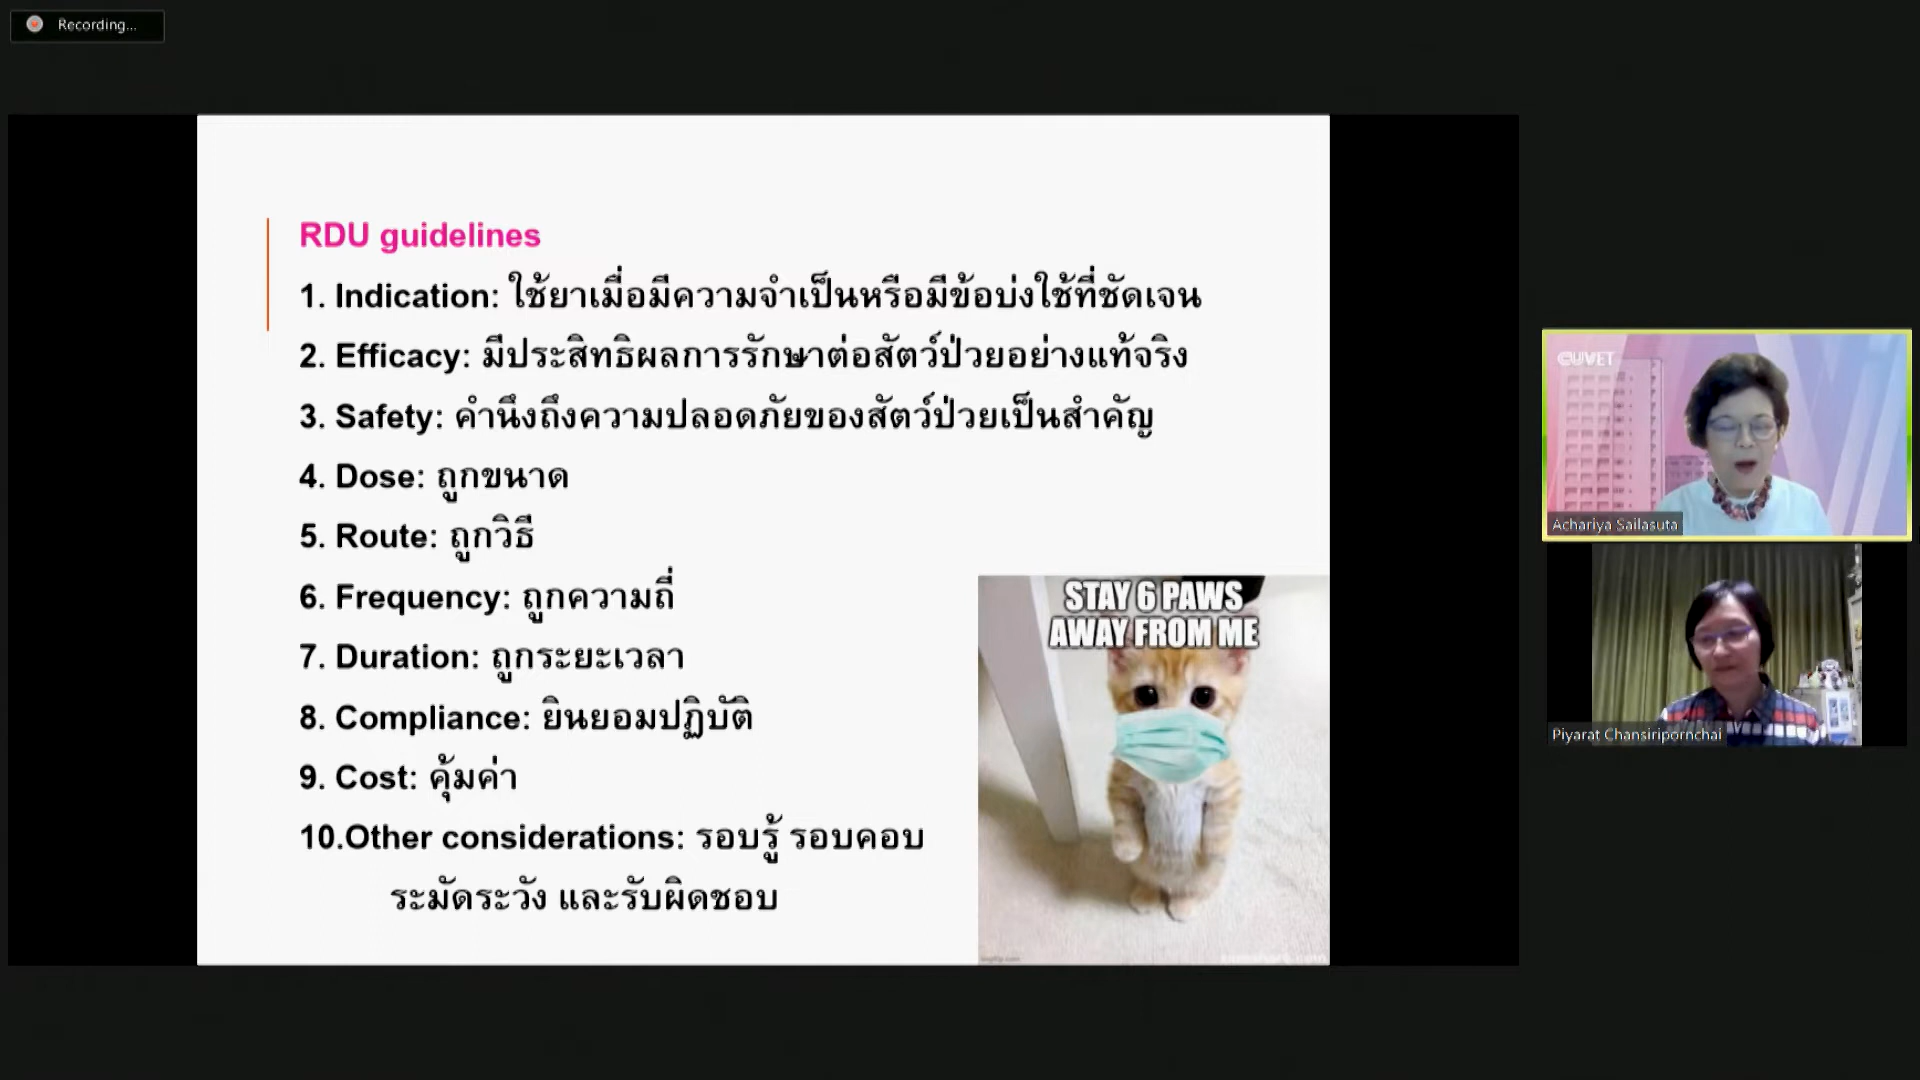 Recording...
RDU guidelines
1. Indication: ใช้ยาเมื่อมีความจำเป็นหรือมีข้อบ่งใช้ที่ชัดเจน
2. Efficacy: มีประสิทธิผลการรักษาต่อสัตว์ป่วยอย่างแท้จริง
3. Safety: คำนึงถึงความปลอดภัยของสัตว์ป่วยเป็นสำคัญ
4. Dose: ถูกขนาด
5. Route: ถูกวิธี
6. Frequency: ถูกความถี่
7. Duration: ถูกระยะเวลา
8. Compliance: ยินยอมปฏิบัติ
9. Cost: คุ้มค่า
10.Other considerations: รอบรู้ รอบคอบ
ระมัดระวัง และรับผิดชอบ
STAY 6 PAWS
AWAY FROM ME
imgflip.com
CUVET
Achariya Sailasuta
Piyarat Chansiripornchai